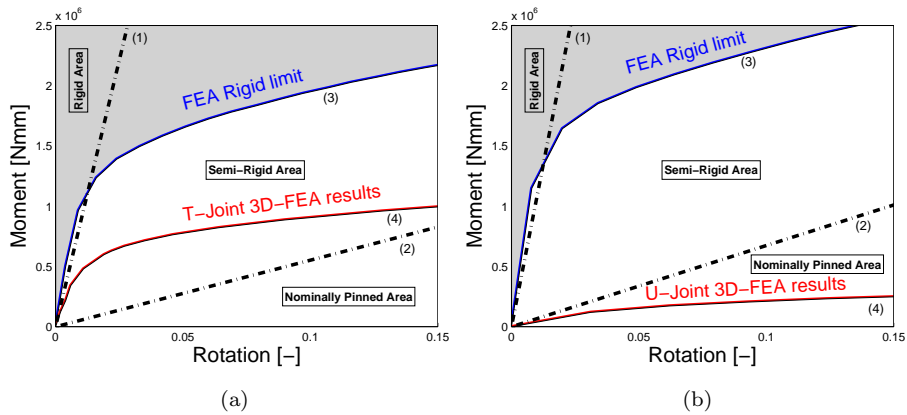 x 10⁶
2.5
2
1.5
1
0.5
0
Moment [Nmm]
(1)
Rigid Area
FEA Rigid limit
(3)
Semi−Rigid Area
T−Joint 3D−FEA results
(4)
(2)
Nominally Pinned Area
0
0.05
0.1
0.15
Rotation [−]
(a)
x 10⁶
2.5
2
1.5
1
0.5
0
Moment [Nmm]
(1)
Rigid Area
FEA Rigid limit
(3)
Semi−Rigid Area
(2)
Nominally Pinned Area
U−Joint 3D−FEA results
(4)
0
0.05
0.1
0.15
Rotation [−]
(b)